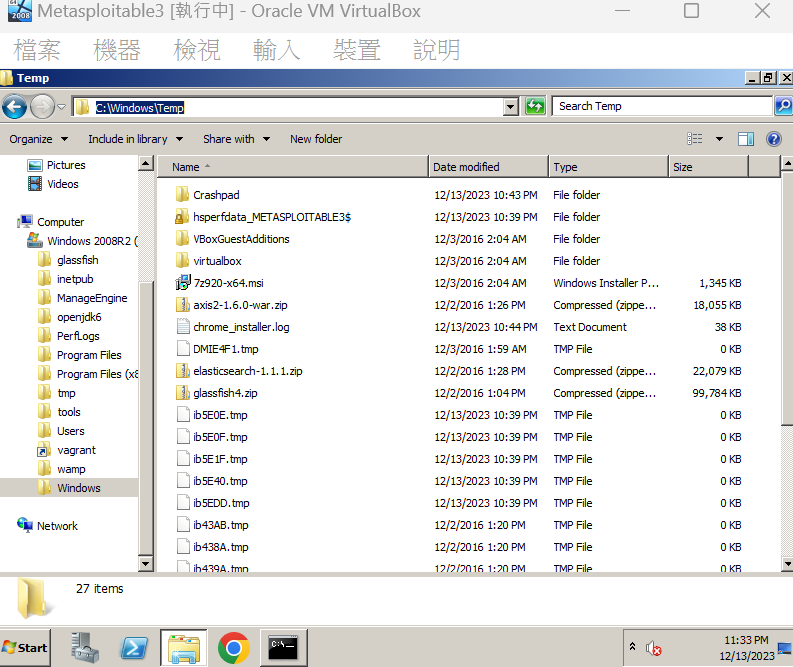 2008
Metasploitable3 [執行中] - Oracle VM VirtualBox
檔案 機器 檢視 輸入 裝置 說明
Temp
C:\Windows\Temp
Search Temp
Organize Include in library Share with New folder
Pictures
Videos
Computer
Windows 2008R2 (
glassfish
inetpub
ManageEngine
openjdk6
PerfLogs
Program Files
Program Files (x8
tmp
tools
Users
vagrant
wamp
Windows
Network
Name Date modified Type Size
Crashpad 12/13/2023 10:43 PM File folder
hsperfdata_METASPLOITABLE3$ 12/13/2023 10:39 PM File folder
VBoxGuestAdditions 12/3/2016 2:04 AM File folder
virtualbox 12/3/2016 2:04 AM File folder
7z920-x64.msi 12/3/2016 2:04 AM Windows Installer P... 1,345 KB
axis2-1.6.0-war.zip 12/2/2016 1:26 PM Compressed (zippe... 18,055 KB
chrome_installer.log 12/13/2023 10:44 PM Text Document 38 KB
DMIE4F1.tmp 12/3/2016 1:59 AM TMP File 0 KB
elasticsearch-1.1.1.zip 12/2/2016 1:28 PM Compressed (zippe... 22,079 KB
glassfish4.zip 12/2/2016 1:04 PM Compressed (zippe... 99,784 KB
ib5E0E.tmp 12/13/2023 10:39 PM TMP File 0 KB
ib5E0F.tmp 12/13/2023 10:39 PM TMP File 0 KB
ib5E1F.tmp 12/13/2023 10:39 PM TMP File 0 KB
ib5E40.tmp 12/13/2023 10:39 PM TMP File 0 KB
ib5EDD.tmp 12/13/2023 10:39 PM TMP File 0 KB
ib43AB.tmp 12/2/2016 1:20 PM TMP File 0 KB
ib438A.tmp 12/2/2016 1:20 PM TMP File 0 KB
ib439A.tmp 12/2/2016 1:20 PM TMP File 0 KB
27 items
Start
C:\_
11:33 PM
12/13/2023